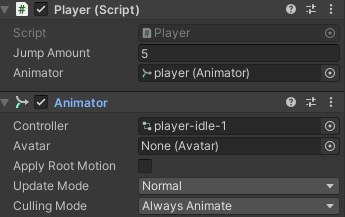 Player (Script)
Script Player
Jump Amount 5
Animator player (Animator)
Animator
Controller player-idle-1
Avatar None (Avatar)
Apply Root Motion
Update Mode Normal
Culling Mode Always Animate